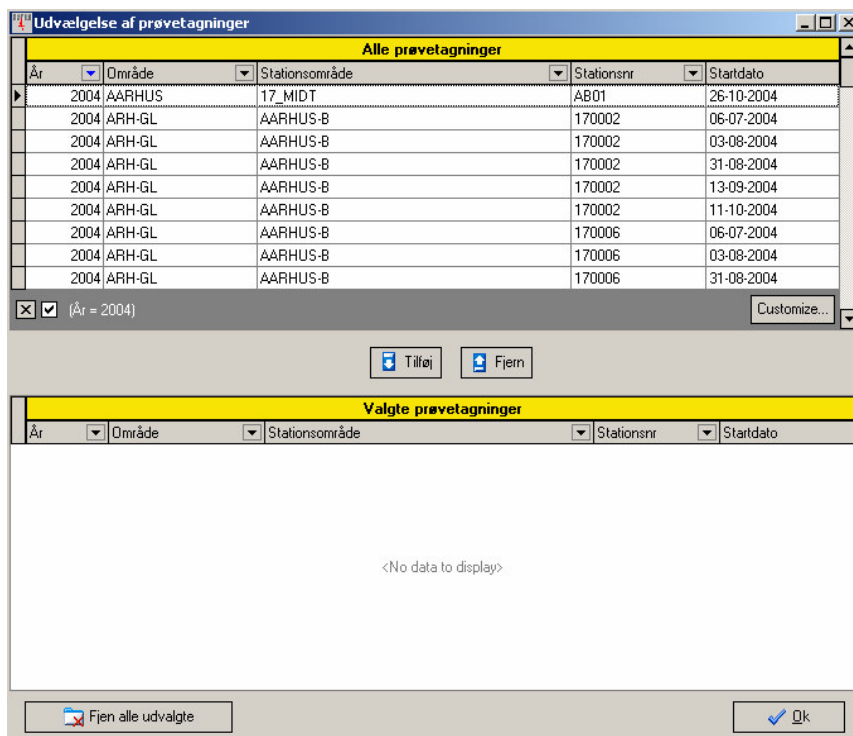 Udvælgelse af prøvetagninger
Alle prøvetagninger
År Område Stationsområde Stationsnr Startdato
2004 AARHUS 17_MIDT AB01 26-10-2004
2004 ARH-GL AARHUS-B 170002 06-07-2004
2004 ARH-GL AARHUS-B 170002 03-08-2004
2004 ARH-GL AARHUS-B 170002 31-08-2004
2004 ARH-GL AARHUS-B 170002 13-09-2004
2004 ARH-GL AARHUS-B 170002 11-10-2004
2004 ARH-GL AARHUS-B 170006 06-07-2004
2004 ARH-GL AARHUS-B 170006 03-08-2004
2004 ARH-GL AARHUS-B 170006 31-08-2004
(År = 2004) Customize...
Tilføj Fjern
Valgte prøvetagninger
År Område Stationsområde Stationsnr Startdato
<No data to display>
Fjen alle udvalgte Ok